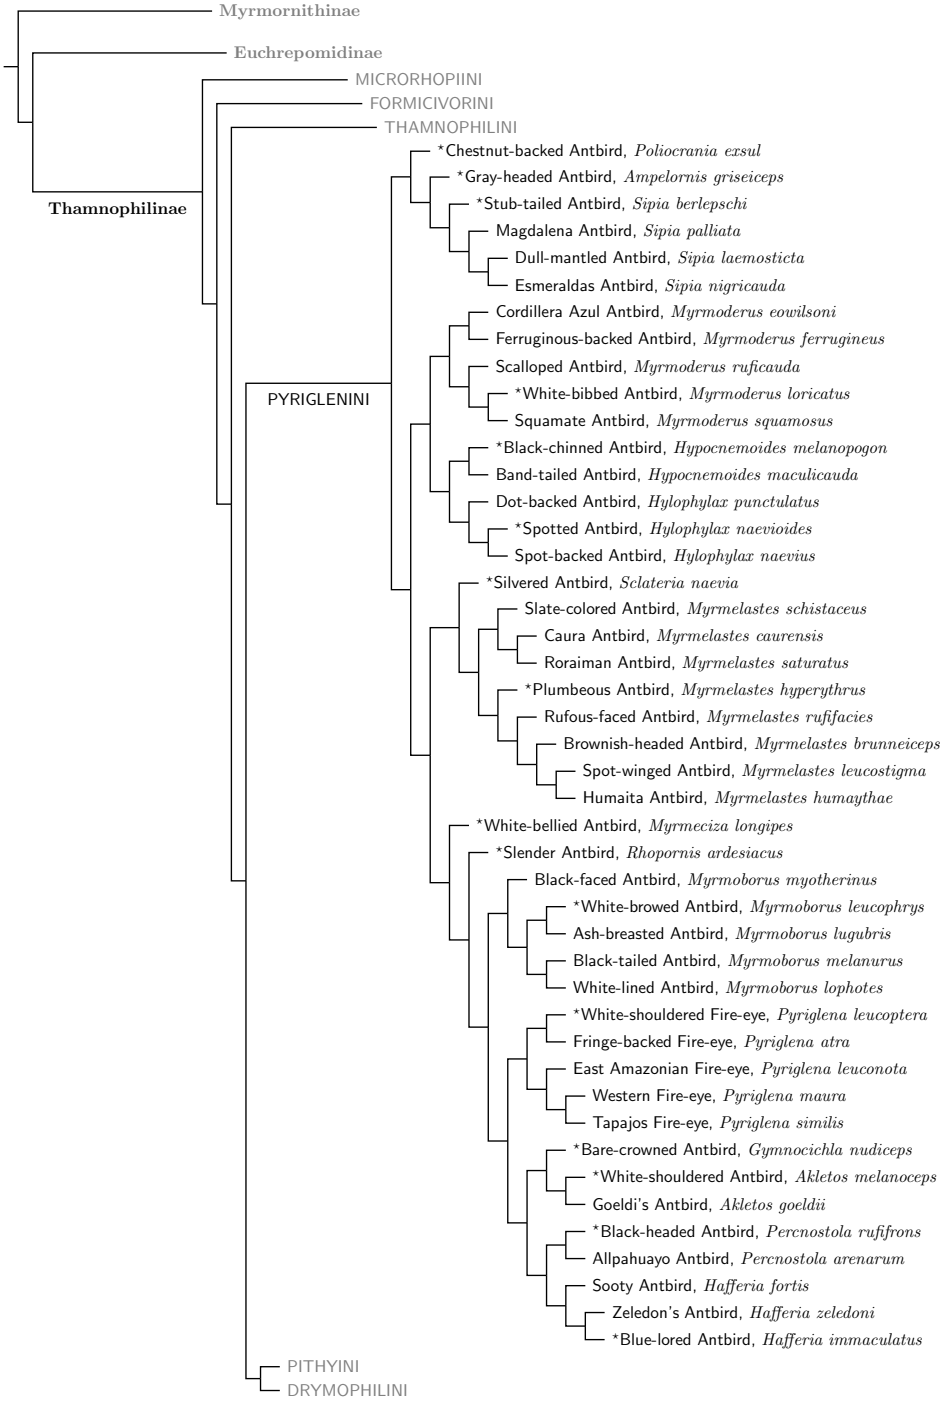 Myrmornithinae
Euchrepomidinae
MICRORHOPIINI
FORMICIVORINI
THAMNOPHILINI
*Chestnut-backed Antbird, Poliocrania exsul
*Gray-headed Antbird, Ampelornis griseiceps
*Stub-tailed Antbird, Sipia berlepschi
Thamnophilinae
Magdalena Antbird, Sipia palliata
Dull-mantled Antbird, Sipia laemosticta
Esmeraldas Antbird, Sipia nigricauda
Cordillera Azul Antbird, Myrmoderus eowilsoni
Ferruginous-backed Antbird, Myrmoderus ferrugineus
Scalloped Antbird, Myrmoderus ruficauda
*White-bibbed Antbird, Myrmoderus loricatus
PYRIGLENINI
Squamate Antbird, Myrmoderus squamosus
*Black-chinned Antbird, Hypocnemoides melanopogon
Band-tailed Antbird, Hypocnemoides maculicauda
Dot-backed Antbird, Hylophylax punctulatus
*Spotted Antbird, Hylophylax naevioides
Spot-backed Antbird, Hylophylax naevius
*Silvered Antbird, Sclateria naevia
Slate-colored Antbird, Myrmelastes schistaceus
Caura Antbird, Myrmelastes caurensis
Roraiman Antbird, Myrmelastes saturatus
*Plumbeous Antbird, Myrmelastes hyperythrus
Rufous-faced Antbird, Myrmelastes rufifacies
Brownish-headed Antbird, Myrmelastes brunneiceps
Spot-winged Antbird, Myrmelastes leucostigma
Humaita Antbird, Myrmelastes humaythae
*White-bellied Antbird, Myrmeciza longipes
*Slender Antbird, Rhopornis ardesiacus
Black-faced Antbird, Myrmoborus myotherinus
*White-browed Antbird, Myrmoborus leucophrys
Ash-breasted Antbird, Myrmoborus lugubris
Black-tailed Antbird, Myrmoborus melanurus
White-lined Antbird, Myrmoborus lophotes
*White-shouldered Fire-eye, Pyriglena leucoptera
Fringe-backed Fire-eye, Pyriglena atra
East Amazonian Fire-eye, Pyriglena leuconota
Western Fire-eye, Pyriglena maura
Tapajos Fire-eye, Pyriglena similis
*Bare-crowned Antbird, Gymnocichla nudiceps
*White-shouldered Antbird, Akletos melanoceps
Goeldi's Antbird, Akletos goeldii
*Black-headed Antbird, Percnostola rufifrons
Allpahuayo Antbird, Percnostola arenarum
Sooty Antbird, Hafferia fortis
Zeledon's Antbird, Hafferia zeledoni
*Blue-lored Antbird, Hafferia immaculatus
PITHYINI
DRYMOPHILINI